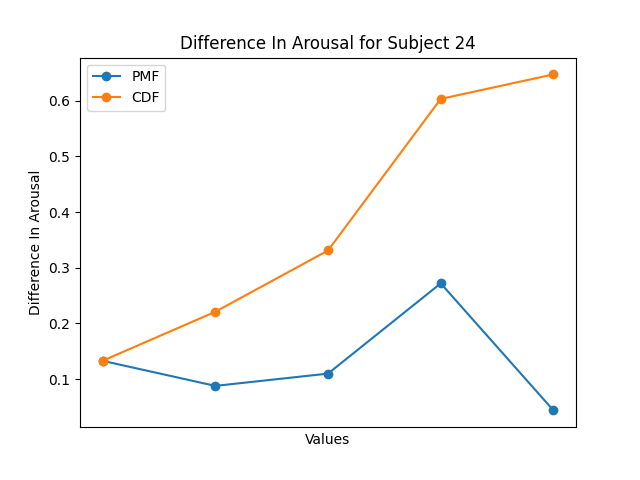 Difference In Arousal for Subject 24
PMF
CDF
Difference In Arousal
0.6
0.5
0.4
0.3
0.2
0.1
Values